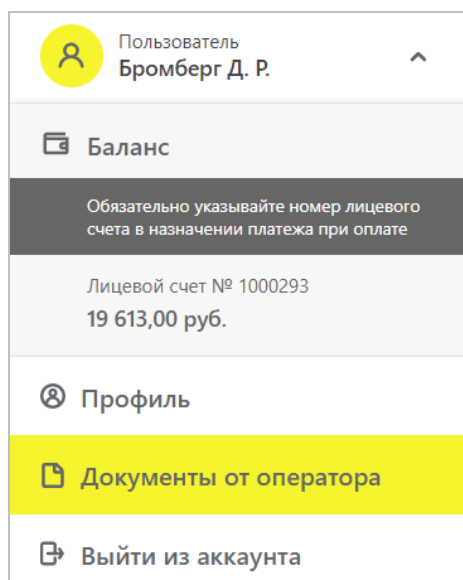 Пользователь
Бромберг Д. Р.
Баланс
Обязательно указывайте номер лицевого
счета в назначении платежа при оплате
Лицевой счет № 1000293
19 613,00 руб.
Профиль
Документы от оператора
Выйти из аккаунта